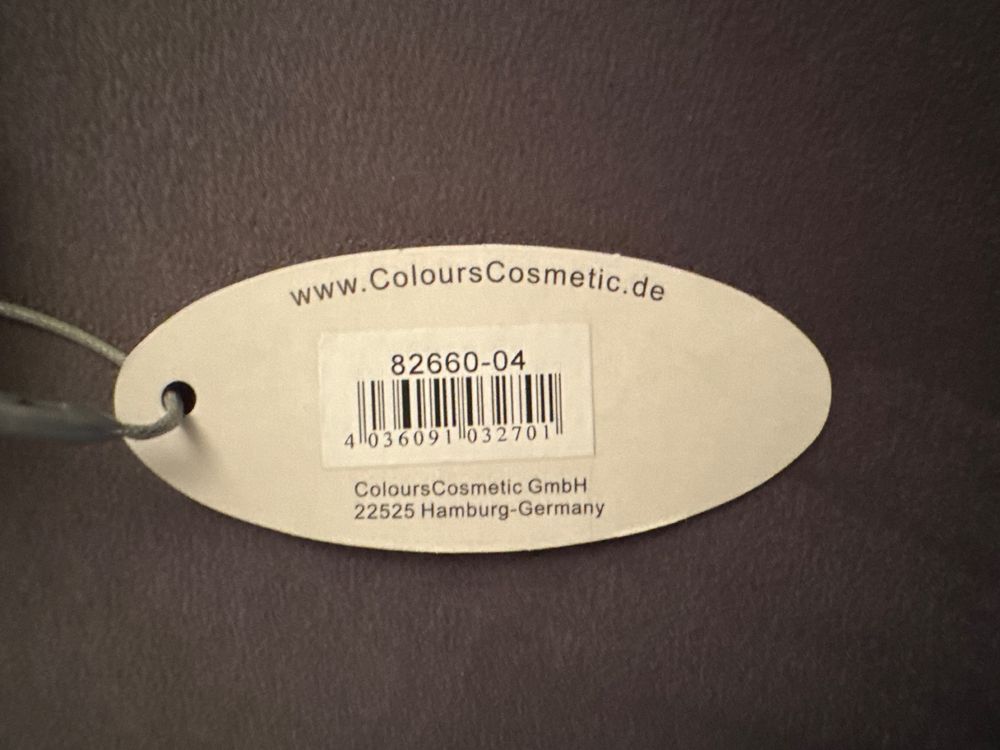 www.ColoursCosmetic.de
82660-04
4 036091 032701
ColoursCosmetic GmbH
22525 Hamburg-Germany